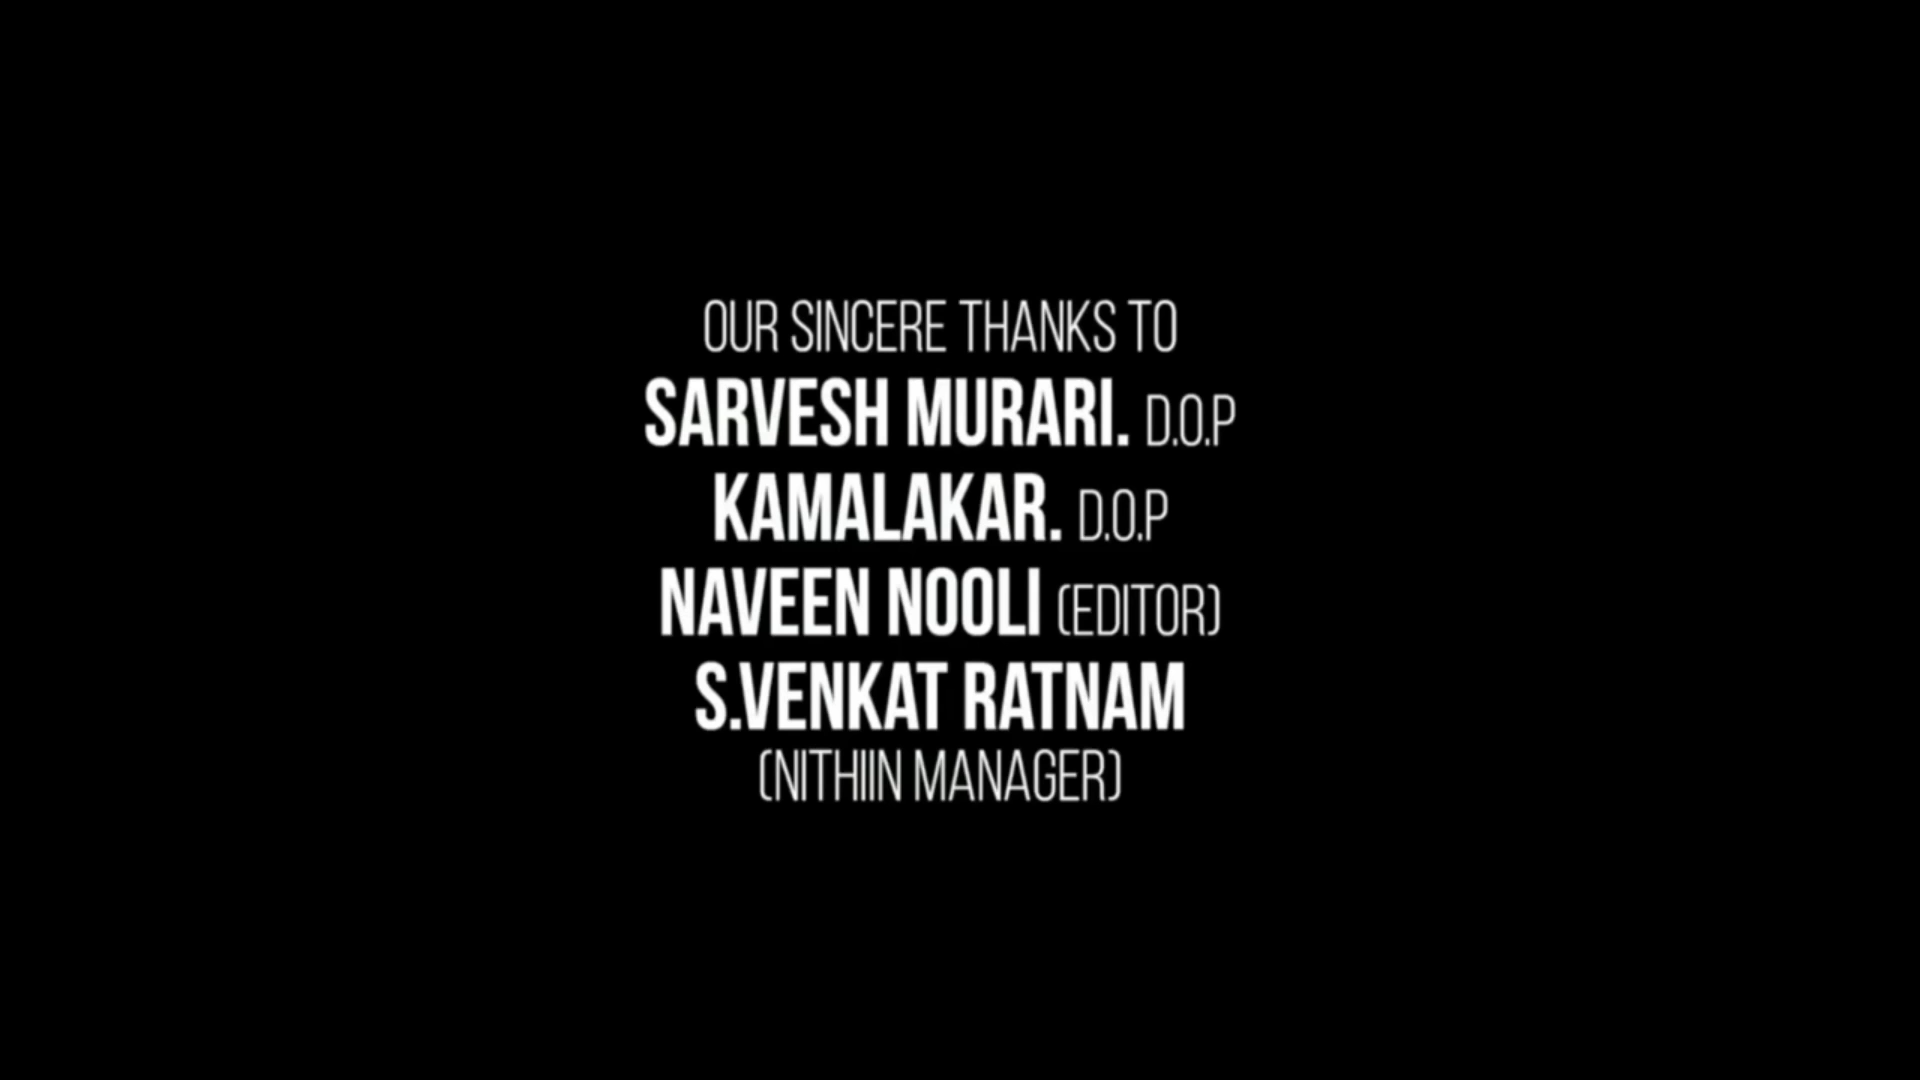 OUR SINCERE THANKS TO
SARVESH MURARI. D.O.P
KAMALAKAR. D.O.P
NAVEEN NOOLI (EDITOR)
S.VENKAT RATNAM
(NITHIIN MANAGER)